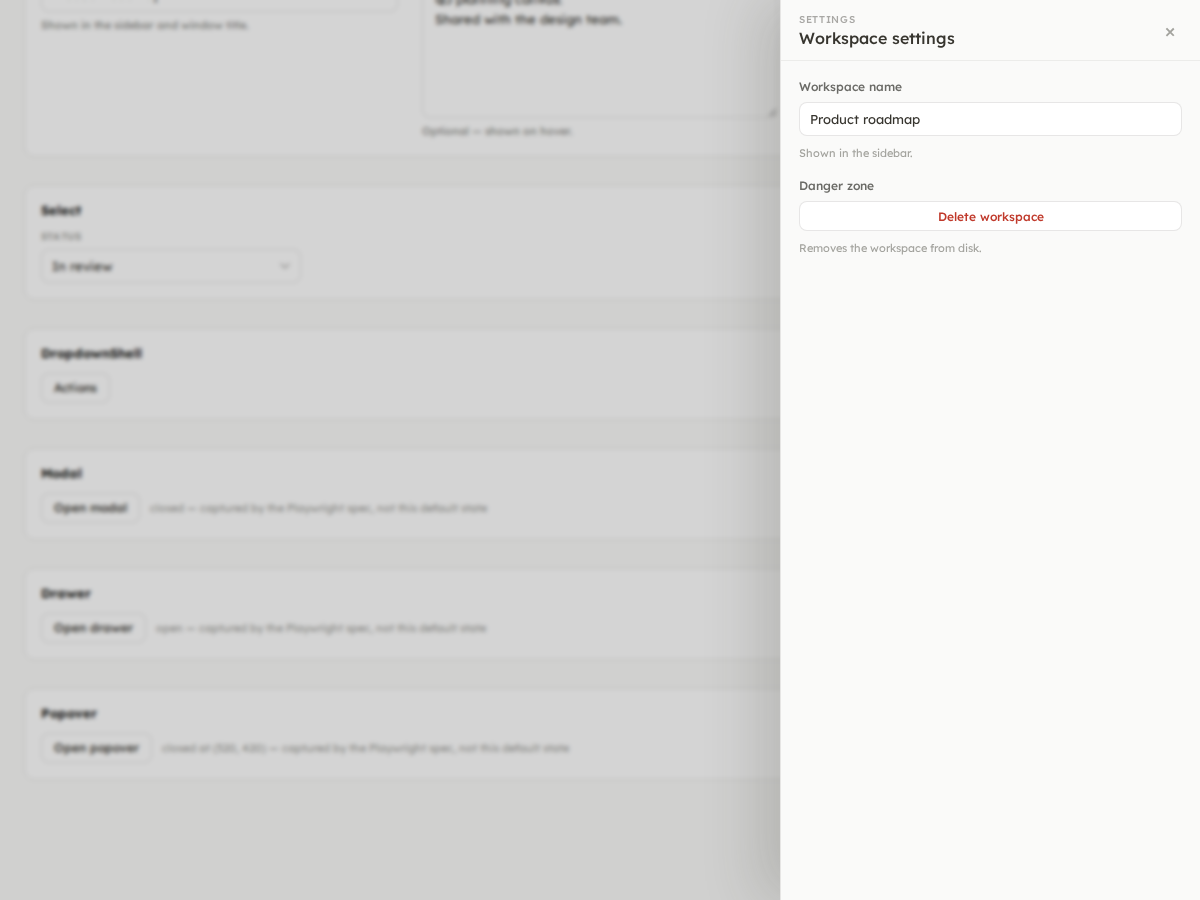 Shown in the sidebar and window title.
planning canvas.
Shared with the design team.
Optional — shown on hover.
Select
STATUS
In review
DropdownShell
Actions
Modal
Open modal
closed — captured by the Playwright spec, not this default state
Drawer
Open drawer
open — captured by the Playwright spec, not this default state
Popover
Open popover
closed at (520, 420) — captured by the Playwright spec, not this default state
SETTINGS
Workspace settings
×
Workspace name
Product roadmap
Shown in the sidebar.
Danger zone
Delete workspace
Removes the workspace from disk.